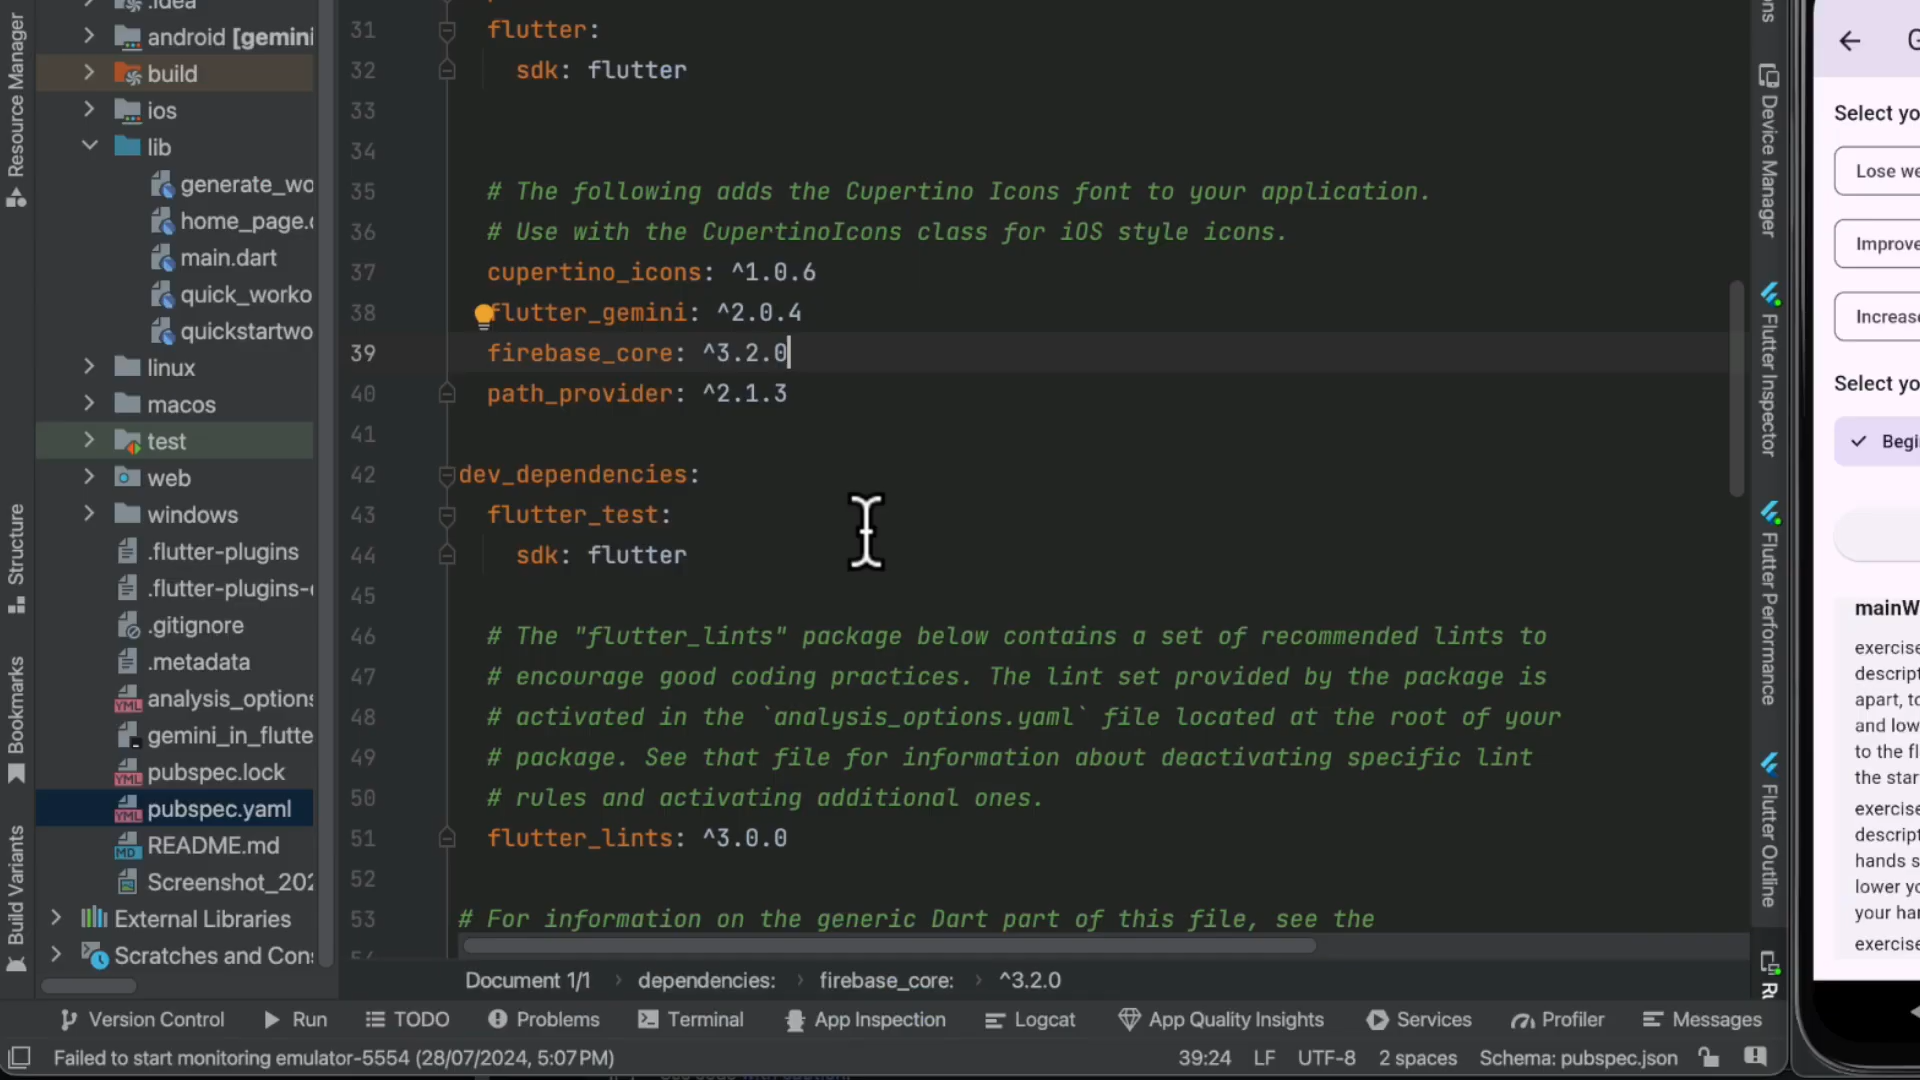 Resource Manager
Structure
Bookmarks
Build Variants
.idea
android [gemini
build
ios
lib
generate_wo
home_page.
main.dart
quick_worko
quickstartwo
linux
macos
test
web
windows
.flutter-plugins
.flutter-plugins-
.gitignore
.metadata
analysis_options
gemini_in_flutte
pubspec.lock
pubspec.yaml
README.md
Screenshot_202
External Libraries
Scratches and Con
31 flutter:
32 sdk: flutter
33
34
35 # The following adds the Cupertino Icons font to your application.
36 # Use with the CupertinoIcons class for iOS style icons.
37 cupertino_icons: ^1.0.6
38 flutter_gemini: ^2.0.4
39 firebase_core: ^3.2.0
40 path_provider: ^2.1.3
41
42 dev_dependencies:
43 flutter_test:
44 sdk: flutter
45
46 # The "flutter_lints" package below contains a set of recommended lints to
47 # encourage good coding practices. The lint set provided by the package is
48 # activated in the `analysis_options.yaml` file located at the root of your
49 # package. See that file for information about deactivating specific lint
50 # rules and activating additional ones.
51 flutter_lints: ^3.0.0
52
53 # For information on the generic Dart part of this file, see the
Document 1/1 › dependencies: › firebase_core: › ^3.2.0
Device Manager
Flutter Inspector
Flutter Performance
Flutter Outline
Select yo
Lose we
Improve
Increase
Select yo
Begi
mainW
exercise
descript
apart, to
and low
to the fl
the star
exercise
descript
hands s
lower yo
your ha
exercise
Version Control Run TODO Problems Terminal App Inspection Logcat App Quality Insights Services Profiler Messages
Failed to start monitoring emulator-5554 (28/07/2024, 5:07 PM) 39:24 LF UTF-8 2 spaces Schema: pubspec.json